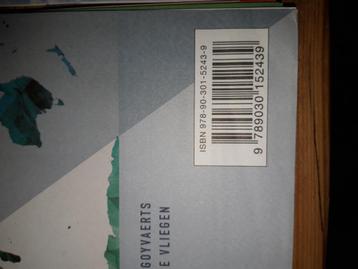 ISBN 978-90-301-5243-9
9 789030 152439
GOYVAERTS
E VLIEGEN